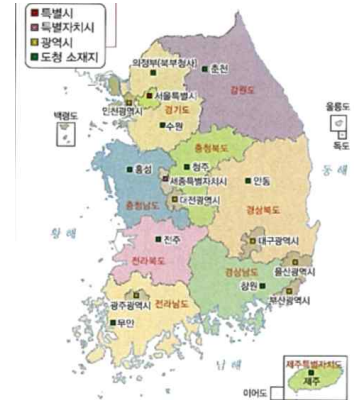 특별시
특별자치시
광역시
도청 소재지
의정부(북부청사)
춘천
서울특별시
강원도
인천광역시
경기도
수원
백령도
울릉도
독도
동해
충청북도
홍성
청주
세종특별자치시
안동
대전광역시
충청남도
경상북도
황해
전주
대구광역시
전라북도
경상남도
울산광역시
창원
부산광역시
광주광역시
전라남도
무안
남해
제주특별자치도
제주
이어도